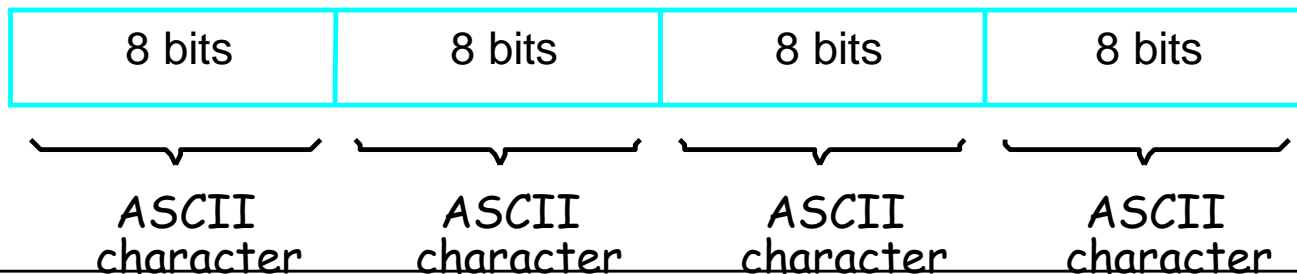 8 bits 8 bits 8 bits 8 bits
ASCII ASCII ASCII ASCII
character character character character